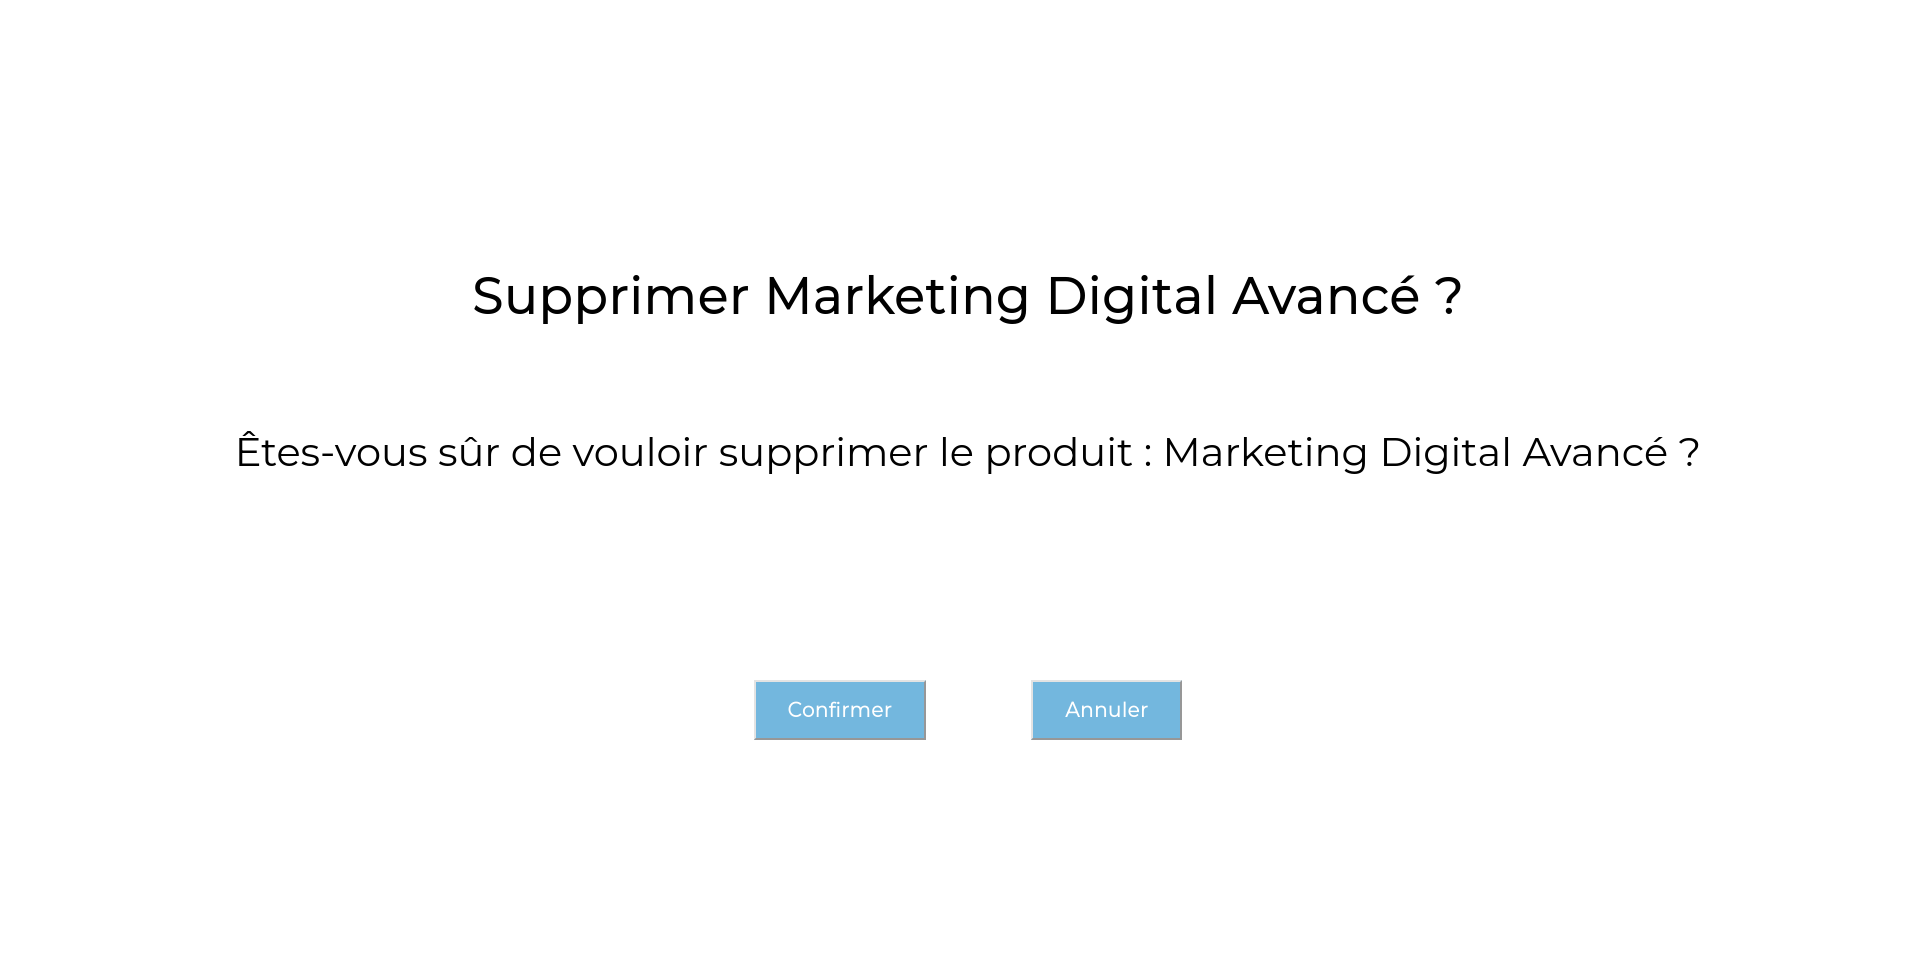 Supprimer Marketing Digital Avancé ?
Êtes-vous sûr de vouloir supprimer le produit : Marketing Digital Avancé ?
Confirmer
Annuler